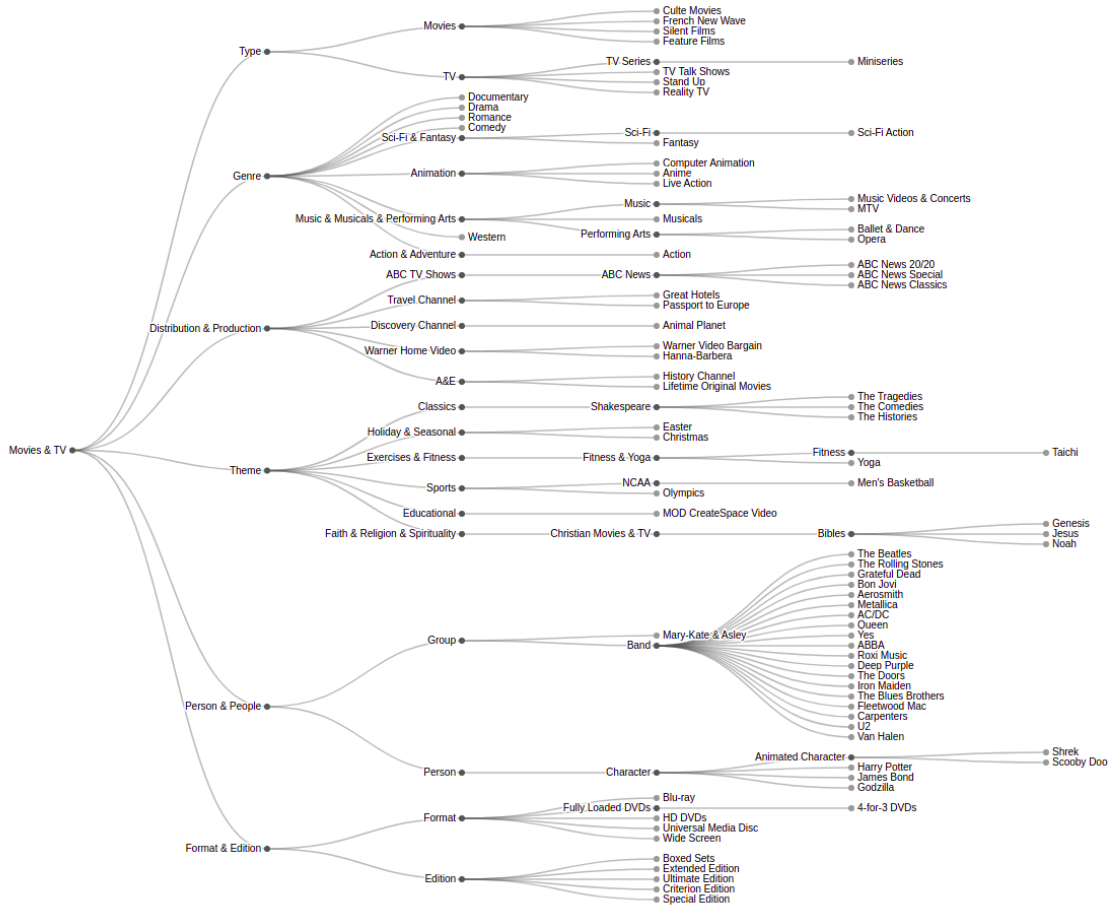 Movies & TV
Type
Movies
Culte Movies
French New Wave
Silent Films
Feature Films
TV
TV Series
Miniseries
TV Talk Shows
Stand Up
Reality TV
Genre
Documentary
Drama
Romance
Comedy
Sci-Fi & Fantasy
Sci-Fi
Sci-Fi Action
Fantasy
Animation
Computer Animation
Anime
Live Action
Music & Musicals & Performing Arts
Music
Music Videos & Concerts
MTV
Musicals
Performing Arts
Ballet & Dance
Opera
Western
Action & Adventure
Action
Distribution & Production
ABC TV Shows
ABC News
ABC News 20/20
ABC News Special
ABC News Classics
Travel Channel
Great Hotels
Passport to Europe
Discovery Channel
Animal Planet
Warner Home Video
Warner Video Bargain
Hanna-Barbera
A&E
History Channel
Lifetime Original Movies
Theme
Classics
Shakespeare
The Tragedies
The Comedies
The Histories
Holiday & Seasonal
Easter
Christmas
Exercises & Fitness
Fitness & Yoga
Fitness
Taichi
Yoga
Sports
NCAA
Men's Basketball
Olympics
Educational
MOD CreateSpace Video
Faith & Religion & Spirituality
Christian Movies & TV
Bibles
Genesis
Jesus
Noah
Person & People
Group
Mary-Kate & Asley
Band
The Beatles
The Rolling Stones
Grateful Dead
Bon Jovi
Aerosmith
Metallica
AC/DC
Queen
Yes
ABBA
Roxi Music
Deep Purple
The Doors
Iron Maiden
The Blues Brothers
Fleetwood Mac
Carpenters
U2
Van Halen
Person
Character
Animated Character
Shrek
Scooby Doo
Harry Potter
James Bond
Godzilla
Format & Edition
Format
Blu-ray
Fully Loaded DVDs
4-for-3 DVDs
HD DVDs
Universal Media Disc
Wide Screen
Edition
Boxed Sets
Extended Edition
Ultimate Edition
Criterion Edition
Special Edition